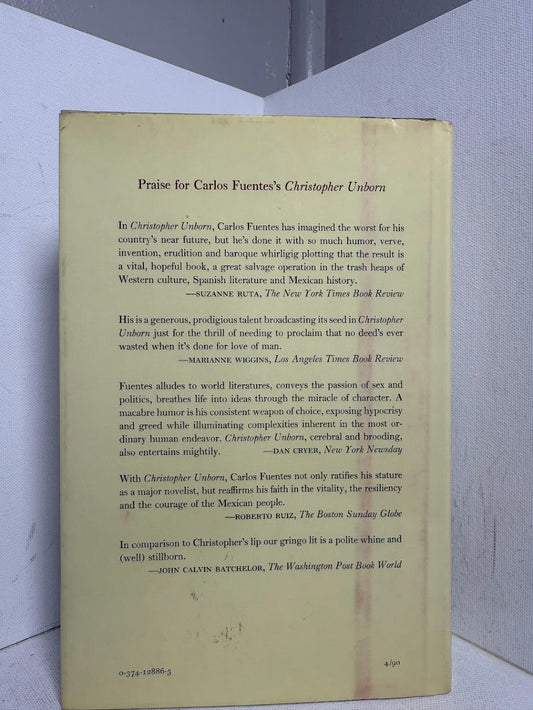 Praise for Carlos Fuentes's Christopher Unborn
In Christopher Unborn, Carlos Fuentes has imagined the worst for his
country's near future, but he's done it with so much humor, verve,
invention, erudition and baroque whirligig plotting that the result is
a vital, hopeful book, a great salvage operation in the trash heaps of
Western culture, Spanish literature and Mexican history.
—SUZANNE RUTA, The New York Times Book Review
His is a generous, prodigious talent broadcasting its seed in Christopher
Unborn just for the thrill of needing to proclaim that no deed's ever
wasted when it's done for love of man.
—MARIANNE WIGGINS, Los Angeles Times Book Review
Fuentes alludes to world literatures, conveys the passion of sex and
politics, breathes life into ideas through the miracle of character. A
macabre humor is his consistent weapon of choice, exposing hypocrisy
and greed while illuminating complexities inherent in the most or-
dinary human endeavor. Christopher Unborn, cerebral and brooding,
also entertains mightily. —DAN CRYER, New York Newsday
With Christopher Unborn, Carlos Fuentes not only ratifies his stature
as a major novelist, but reaffirms his faith in the vitality, the resiliency
and the courage of the Mexican people.
—ROBERTO RUIZ, The Boston Sunday Globe
In comparison to Christopher's lip our gringo lit is a polite whine and
(well) stillborn.
—JOHN CALVIN BATCHELOR, The Washington Post Book World
0-374-12886-3 4/90